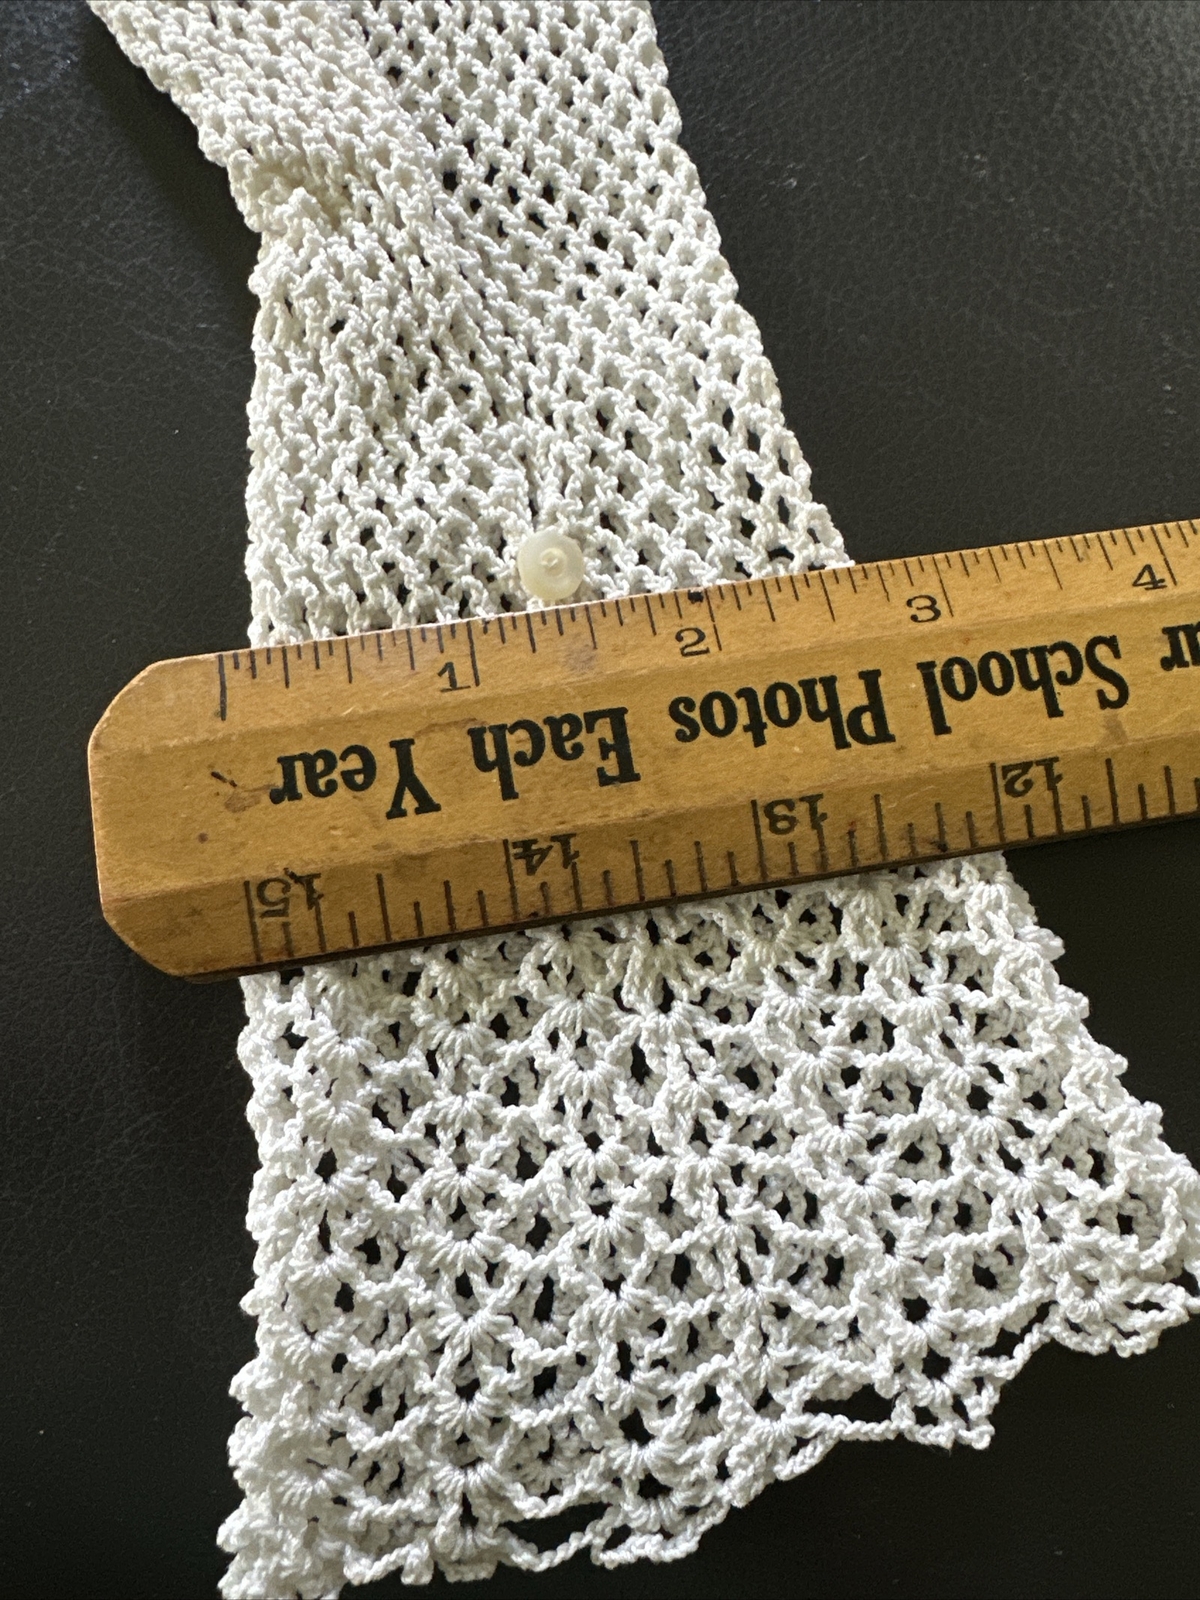 1 2 3 4
ur School Photos Each Year
15 14 13 12